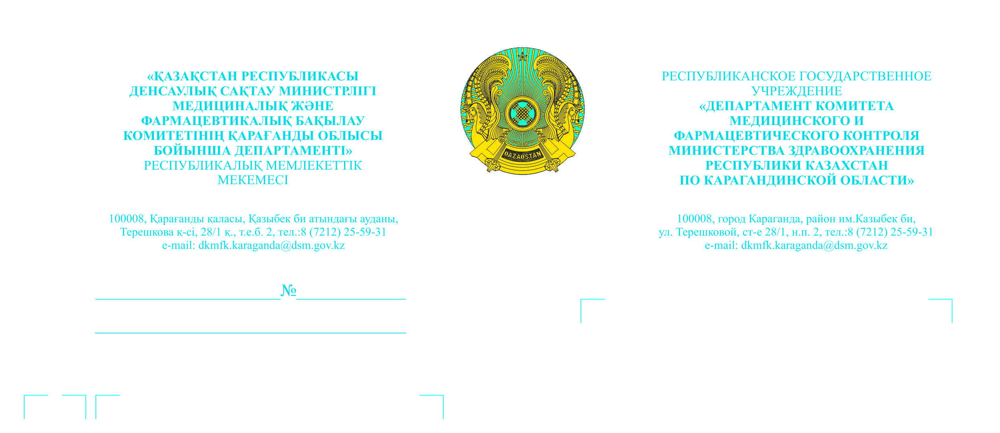 «ҚАЗАҚСТАН РЕСПУБЛИКАСЫ
ДЕНСАУЛЫҚ САҚТАУ МИНИСТРЛІГІ
МЕДИЦИНАЛЫҚ ЖӘНЕ
ФАРМАЦЕВТИКАЛЫҚ БАҚЫЛАУ
КОМИТЕТІНІҢ ҚАРАҒАНДЫ ОБЛЫСЫ
БОЙЫНША ДЕПАРТАМЕНТІ»
РЕСПУБЛИКАЛЫҚ МЕМЛЕКЕТТІК
МЕКЕМЕСІ
100008, Қарағанды қаласы, Қазыбек би атындағы ауданы,
Терешкова қ-сі, 28/1 қ., т.е.б. 2, тел.:8 (7212) 25-59-31
e-mail: dkmfk.karaganda@dsm.gov.kz
№
QAZAQSTAN
РЕСПУБЛИКАНСКОЕ ГОСУДАРСТВЕННОЕ
УЧРЕЖДЕНИЕ
«ДЕПАРТАМЕНТ КОМИТЕТА
МЕДИЦИНСКОГО И
ФАРМАЦЕВТИЧЕСКОГО КОНТРОЛЯ
МИНИСТЕРСТВА ЗДРАВООХРАНЕНИЯ
РЕСПУБЛИКИ КАЗАХСТАН
ПО КАРАГАНДИНСКОЙ ОБЛАСТИ»
100008, город Караганда, район им.Казыбек би,
ул. Терешковой, ст-е 28/1, н.п. 2, тел.:8 (7212) 25-59-31
e-mail: dkmfk.karaganda@dsm.gov.kz